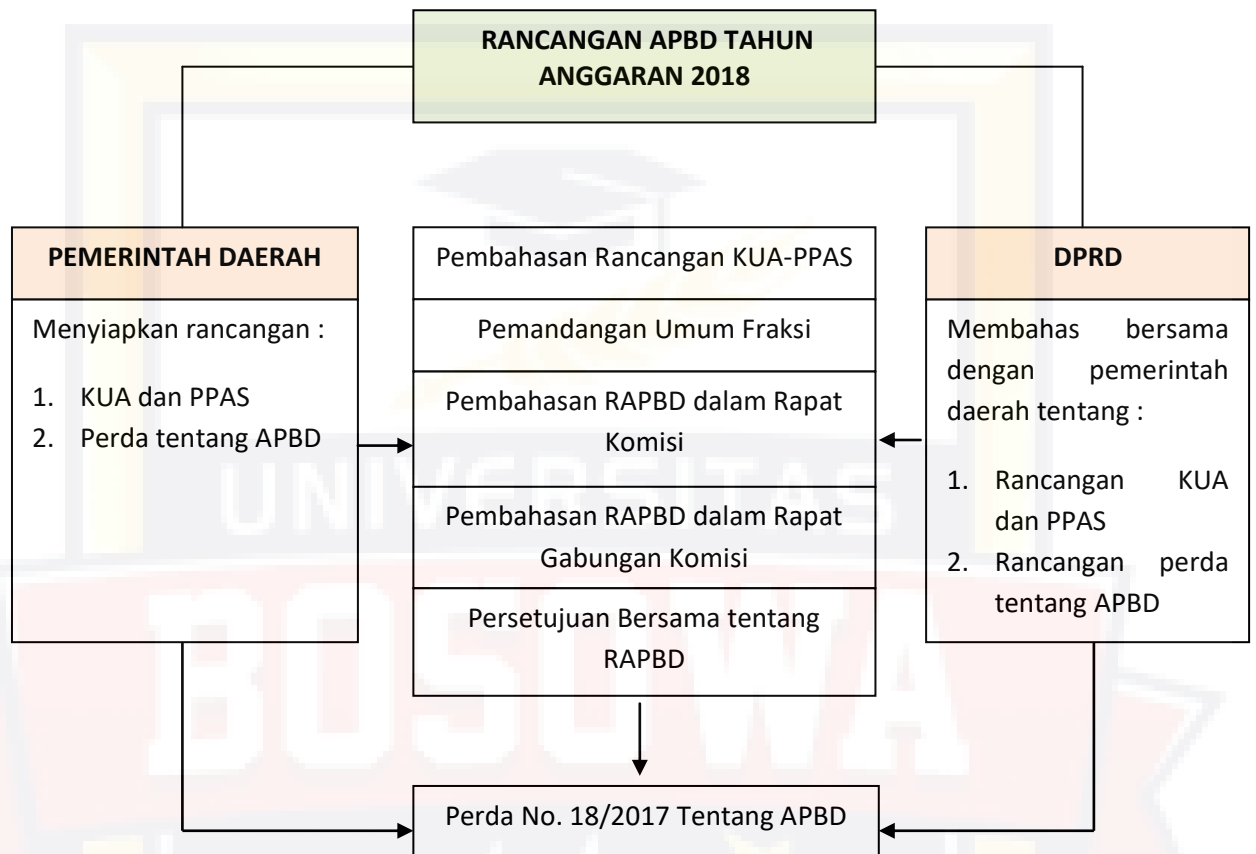 RANCANGAN APBD TAHUN
ANGGARAN 2018
PEMERINTAH DAERAH
Menyiapkan rancangan :
1. KUA dan PPAS
2. Perda tentang APBD
Pembahasan Rancangan KUA-PPAS
Pemandangan Umum Fraksi
Pembahasan RAPBD dalam Rapat
Komisi
Pembahasan RAPBD dalam Rapat
Gabungan Komisi
Persetujuan Bersama tentang
RAPBD
DPRD
Membahas bersama
dengan pemerintah
daerah tentang :
1. Rancangan KUA
dan PPAS
2. Rancangan perda
tentang APBD
Perda No. 18/2017 Tentang APBD
UNIVERSITAS
BOSOWA